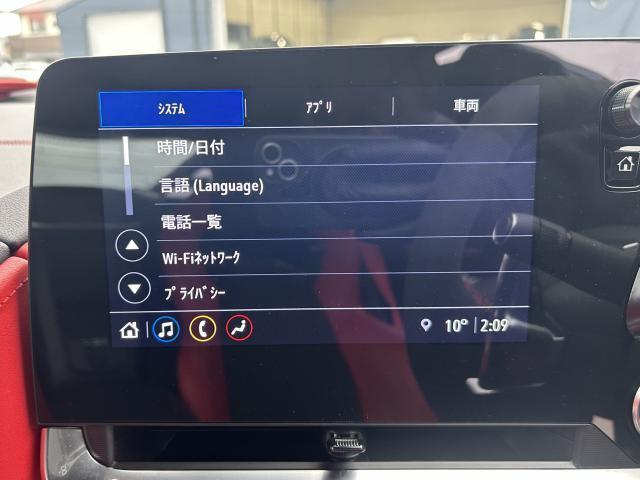 ｼｽﾃﾑ ｱﾌﾟﾘ 車両
時間/日付
言語 (Language)
電話一覧
Wi-Fiﾈｯﾄﾜｰｸ
ﾌﾟﾗｲﾊﾞｼｰ
10° 2:09